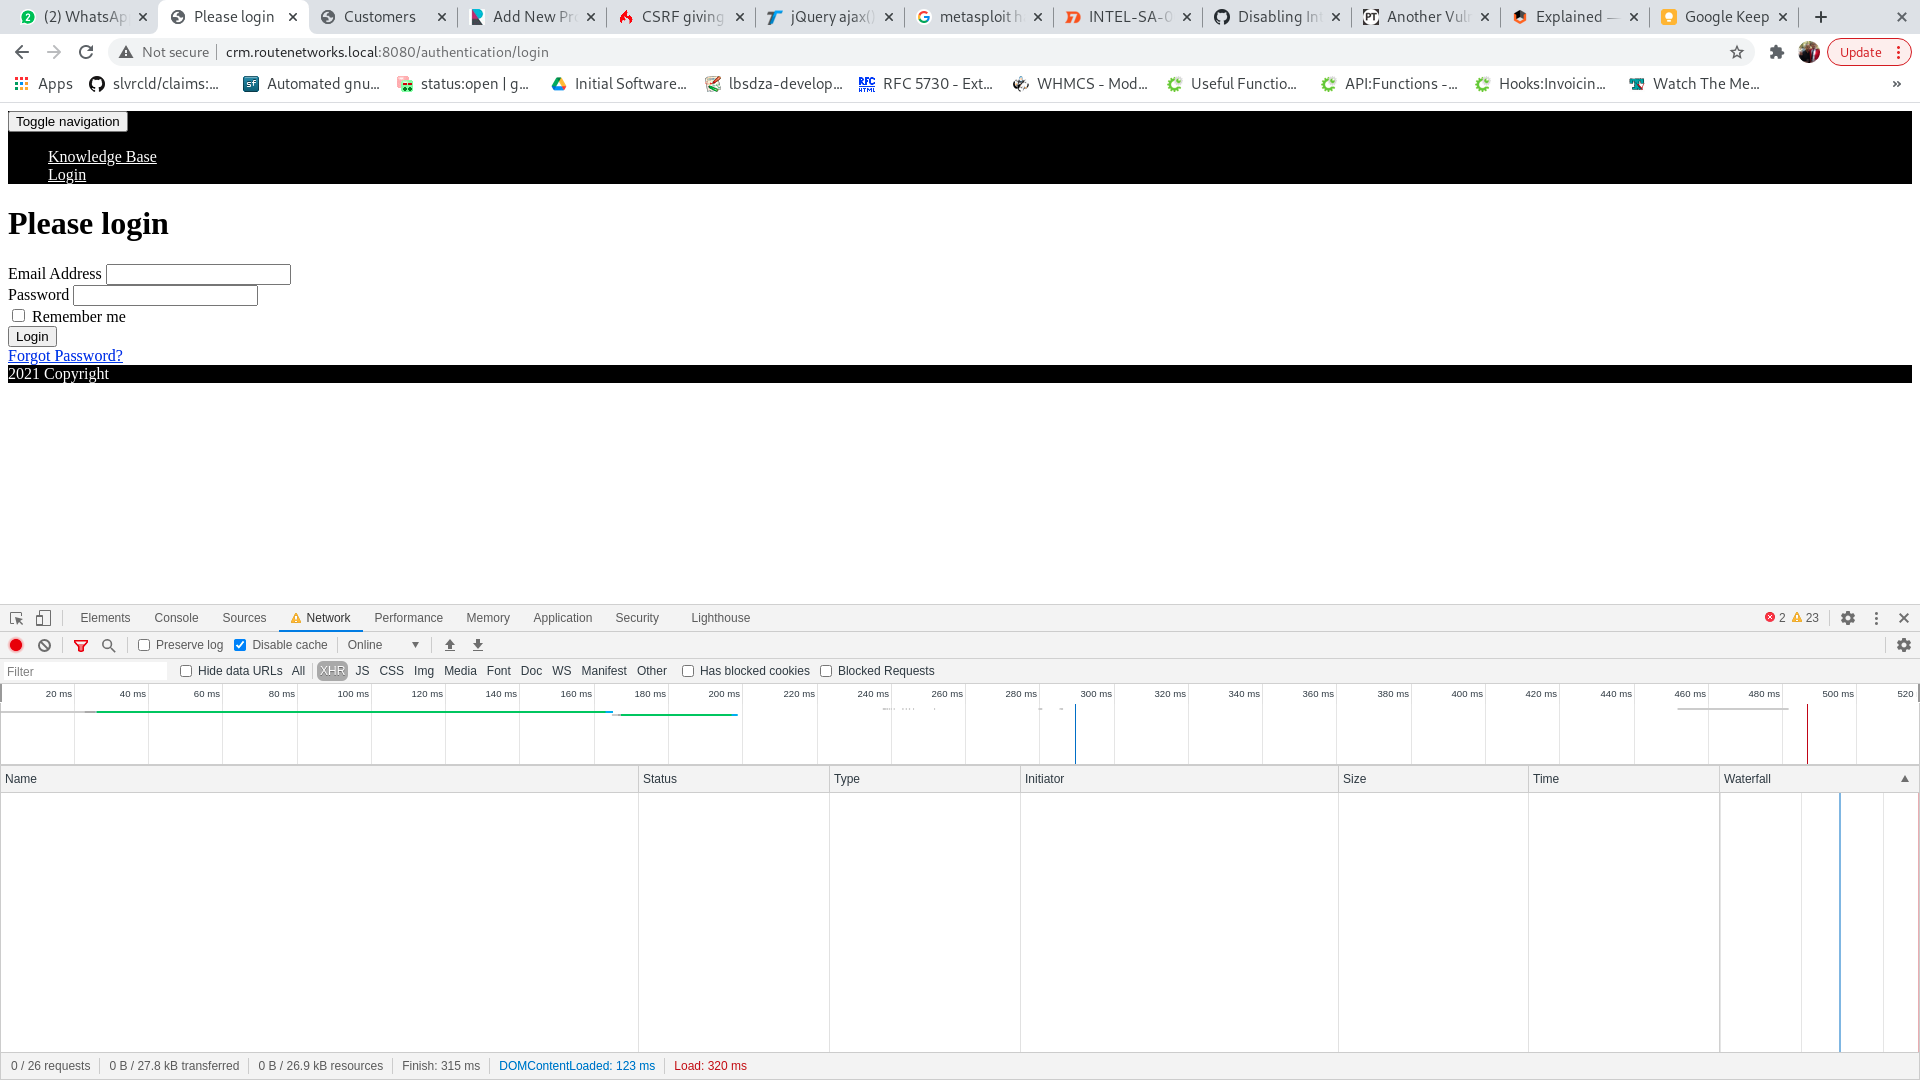 (2) WhatsAp
Please login
Customers
Add New Pro
CSRF giving
jQuery ajax()
metasploit h
INTEL-SA-0
Disabling Int
Another Vul
Explained —
Google Keep
Not secure
crm.routenetworks.local:8080/authentication/login
Update
Apps
slvrcld/claims:...
Automated gnu...
status:open | g...
Initial Software...
lbsdza-develop...
RFC 5730 - Ext...
WHMCS - Mod...
Useful Functio...
API:Functions -...
Hooks:Invoicin...
Watch The Me...
»
Toggle navigation
Knowledge Base
Login
Please login
Email Address
Password
Remember me
Login
Forgot Password?
2021 Copyright
Elements Console Sources Network Performance Memory Application Security Lighthouse 2 23
Preserve log Disable cache Online
Filter Hide data URLs All XHR JS CSS Img Media Font Doc WS Manifest Other Has blocked cookies Blocked Requests
20 ms 40 ms 60 ms 80 ms 100 ms 120 ms 140 ms 160 ms 180 ms 200 ms 220 ms 240 ms 260 ms 280 ms 300 ms 320 ms 340 ms 360 ms 380 ms 400 ms 420 ms 440 ms 460 ms 480 ms 500 ms 520
Name Status Type Initiator Size Time Waterfall
0 / 26 requests 0 B / 27.8 kB transferred 0 B / 26.9 kB resources Finish: 315 ms DOMContentLoaded: 123 ms Load: 320 ms